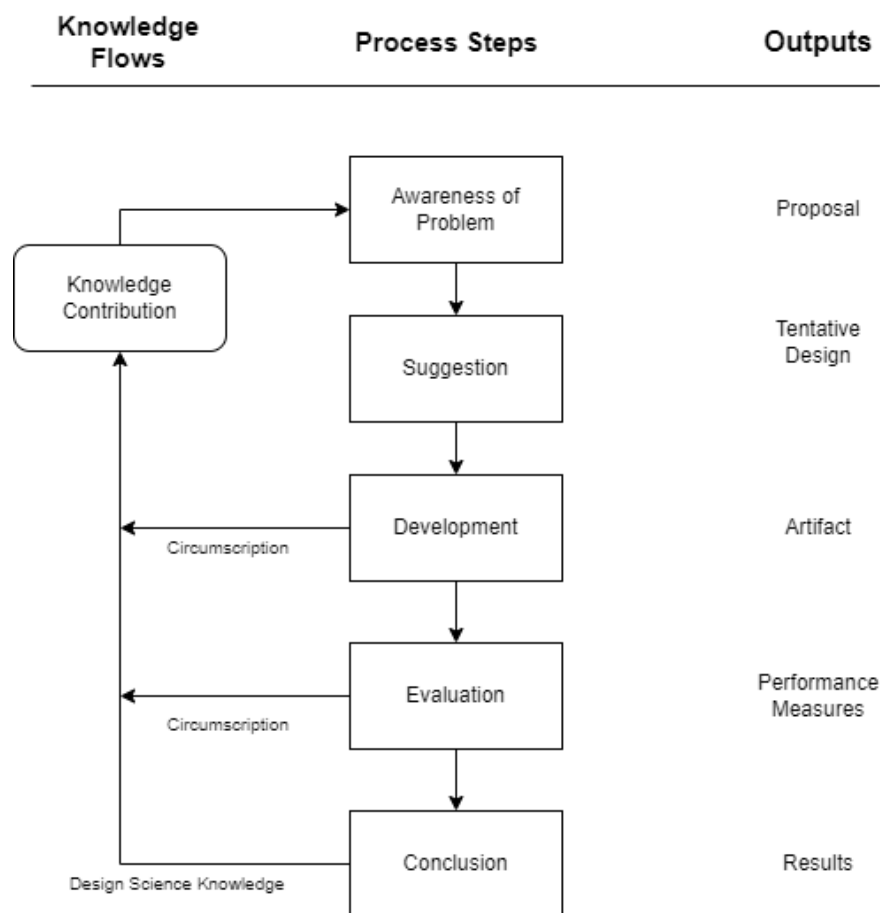 Knowledge
Flows
Process Steps
Outputs
Awareness of
Problem
Proposal
Knowledge
Contribution
Suggestion
Tentative
Design
Development
Artifact
Circumscription
Evaluation
Performance
Measures
Circumscription
Conclusion
Results
Design Science Knowledge